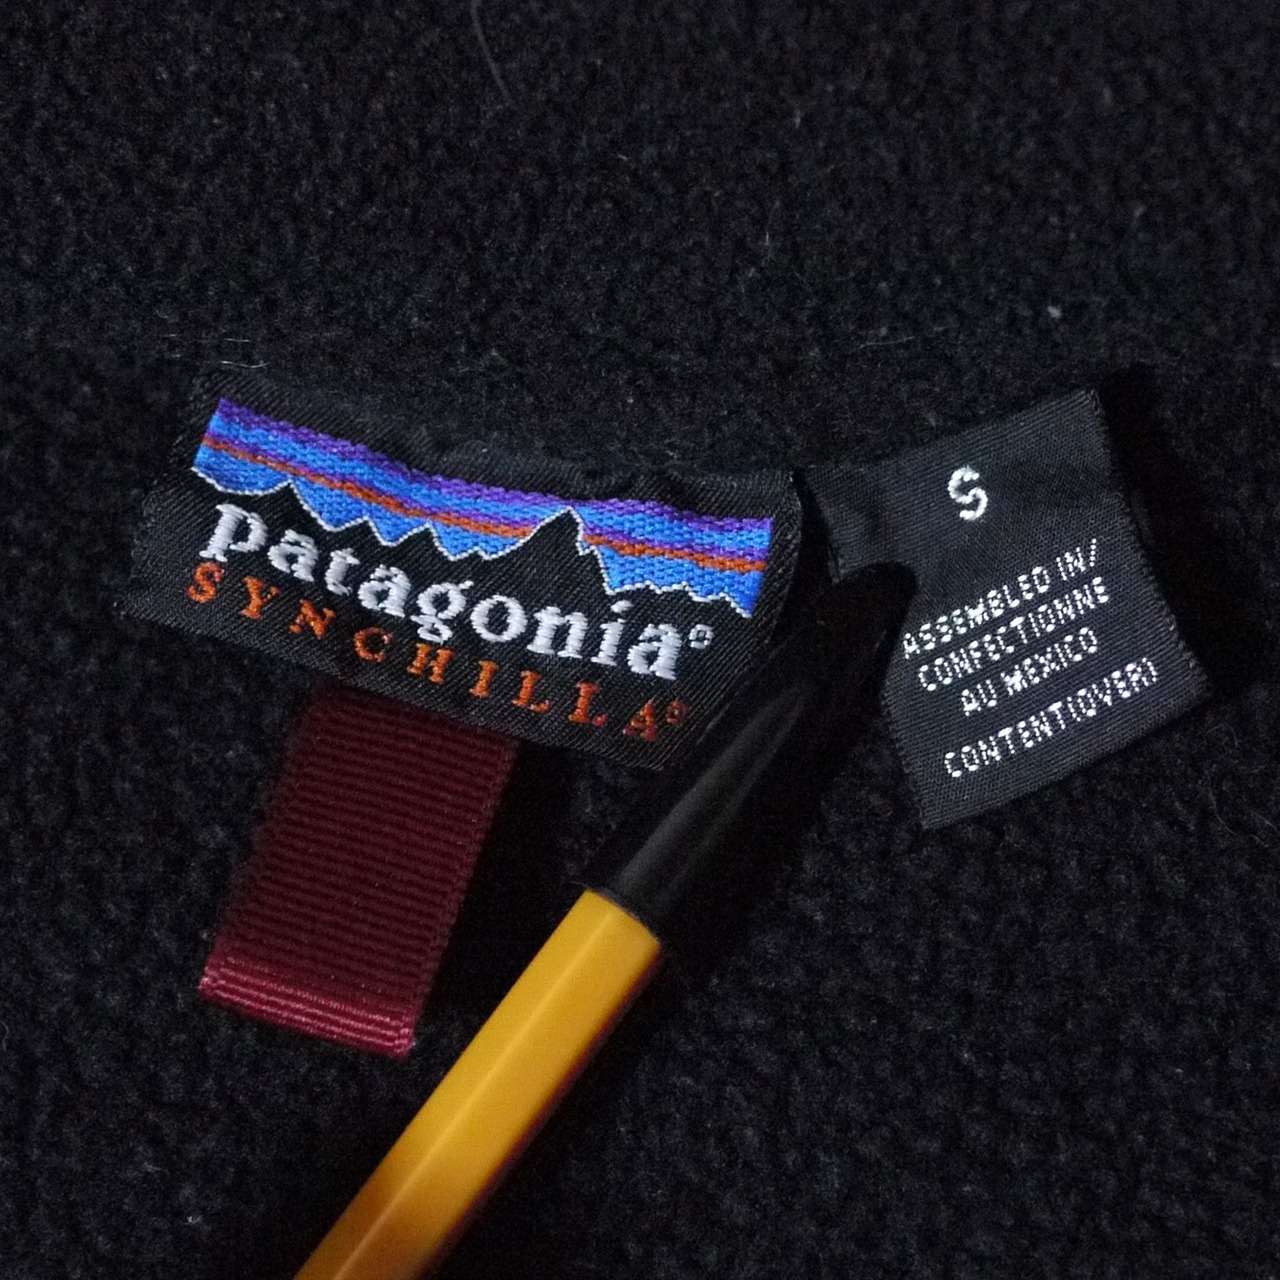 patagonia®
SYNCHILLA®
S
ASSEMBLED IN/
CONFECTIONNE
AU MEXICO
CONTENT(OVER)